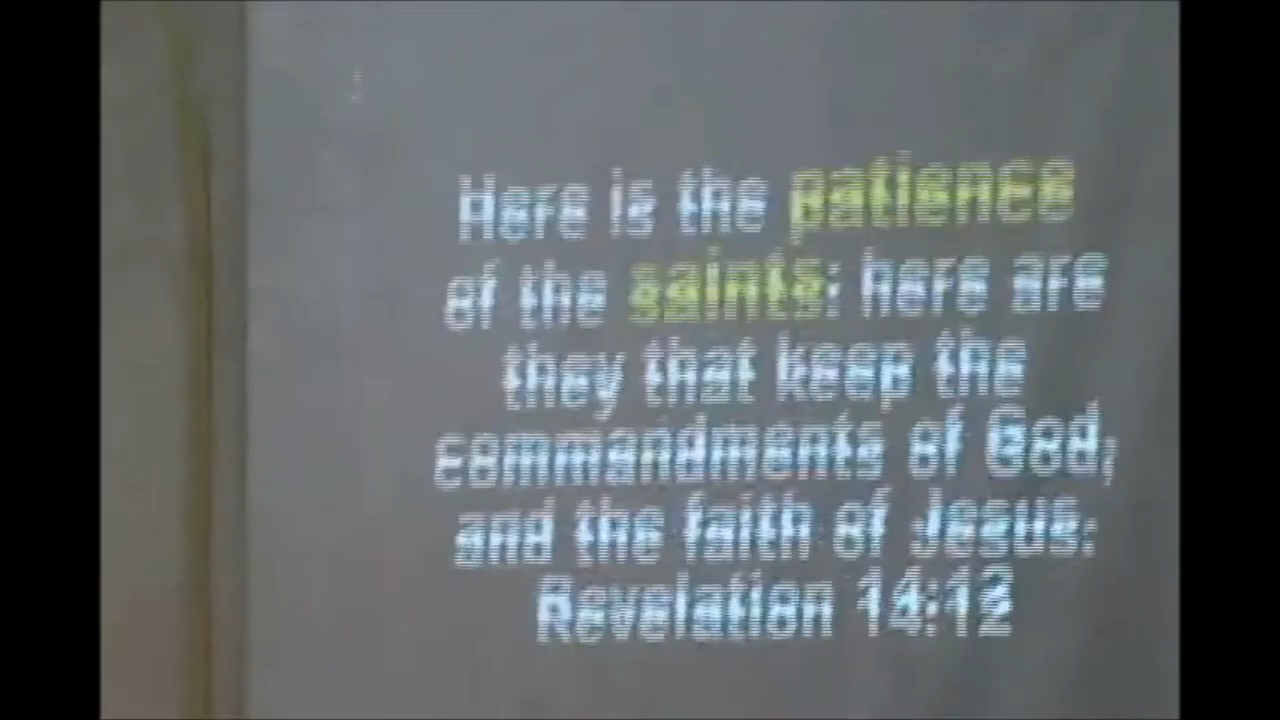 Here is the patience
of the saints: here are
they that keep the
commandments of God,
and the faith of Jesus.
Revelation 14:12